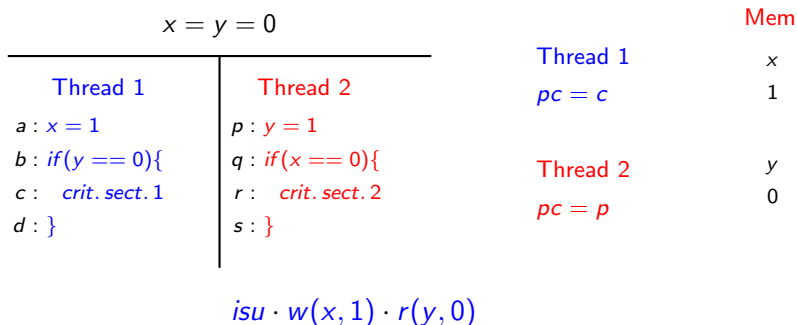 x = y = 0
Thread 1
a : x = 1
b : if(y == 0){
c : crit. sect. 1
d : }
Thread 2
p : y = 1
q : if(x == 0){
r : crit. sect. 2
s : }
Thread 1
pc = c
Thread 2
pc = p
Mem
x
1
y
0
isu · w(x, 1) · r(y, 0)